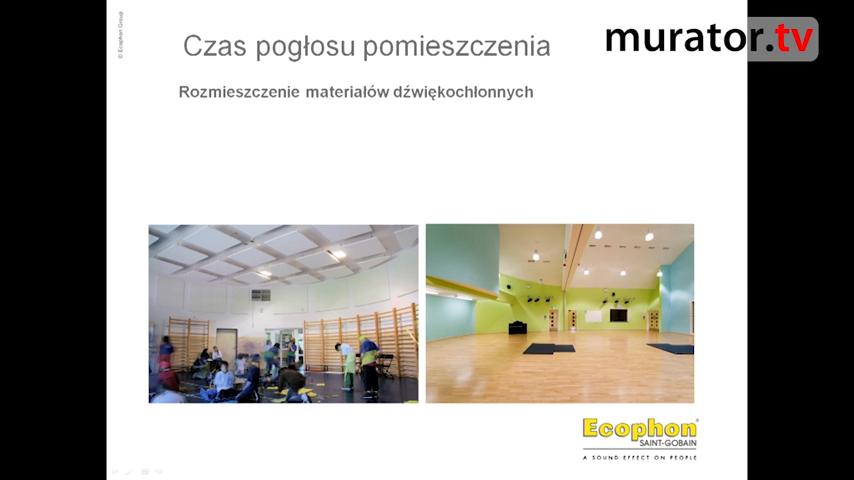 © Ecophon Group
Czas pogłosu pomieszczenia
murator.tv
Rozmieszczenie materiałów dźwiękochłonnych
Ecophon®
SAINT-GOBAIN
A SOUND EFFECT ON PEOPLE